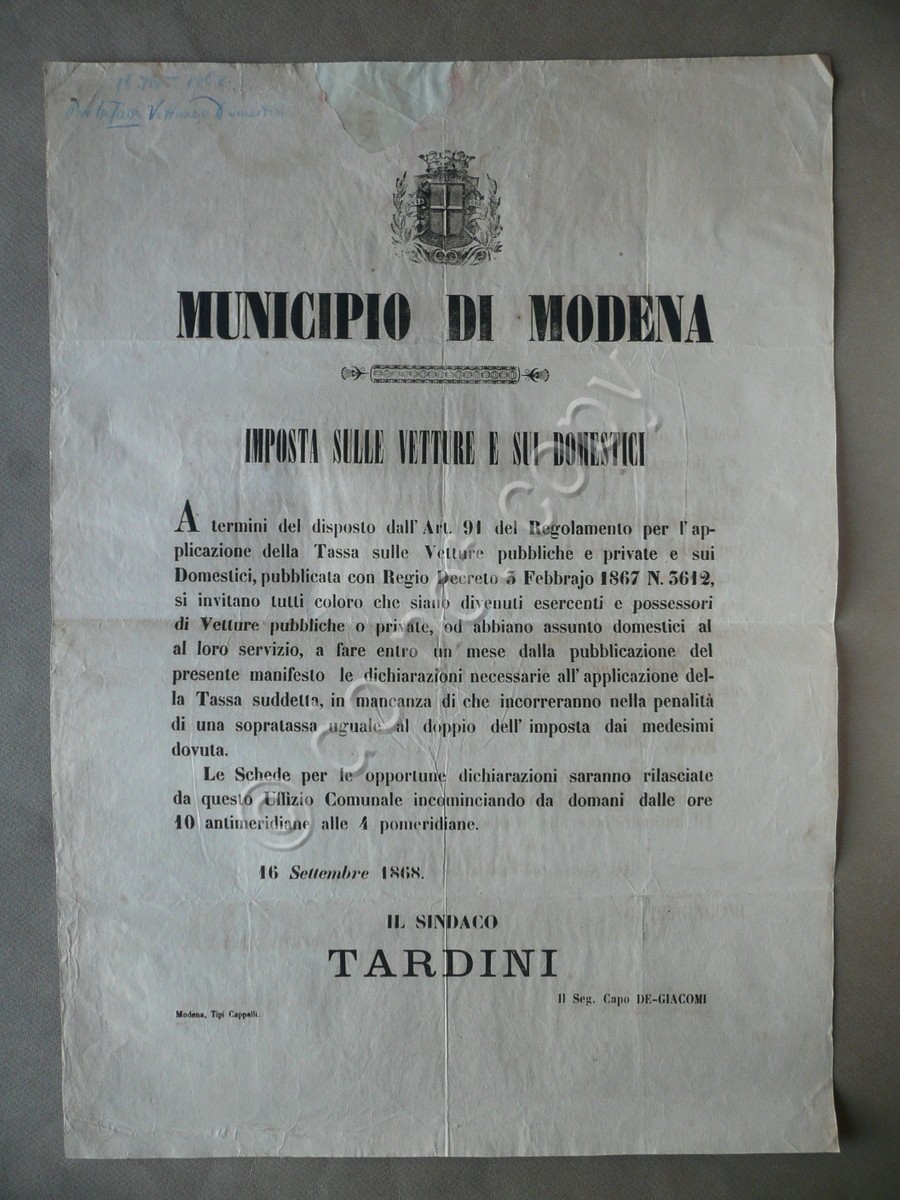 Vetture Domestici
MUNICIPIO DI MODENA
IMPOSTA SULLE VETTURE E SUI DOMESTICI
A termini del disposto dall' Art. 91 del Regolamento per l'ap-
plicazione della Tassa sulle Vetture pubbliche e private e sui
Domestici, pubblicata con Regio Decreto 3 Febbrajo 1867 N. 3612,
si invitano tutti coloro che siano divenuti esercenti e possessori
di Vetture pubbliche o private, od abbiano assunto domestici al
al loro servizio, a fare entro un mese dalla pubblicazione del
presente manifesto le dichiarazioni necessarie all' applicazione del-
la Tassa suddetta, in mancanza di che incorreranno nella penalità
di una sopratassa uguale al doppio dell' imposta dai medesimi
dovuta.
Le Schede per le opportune dichiarazioni saranno rilasciate
da questo Uffizio Comunale incominciando da domani dalle ore
10 antimeridiane alle 4 pomeridiane.
16 Settembre 1868.
IL SINDACO
TARDINI
Il Seg. Capo DE-GIACOMI
Modena, Tipi Cappelli.
© comò copy